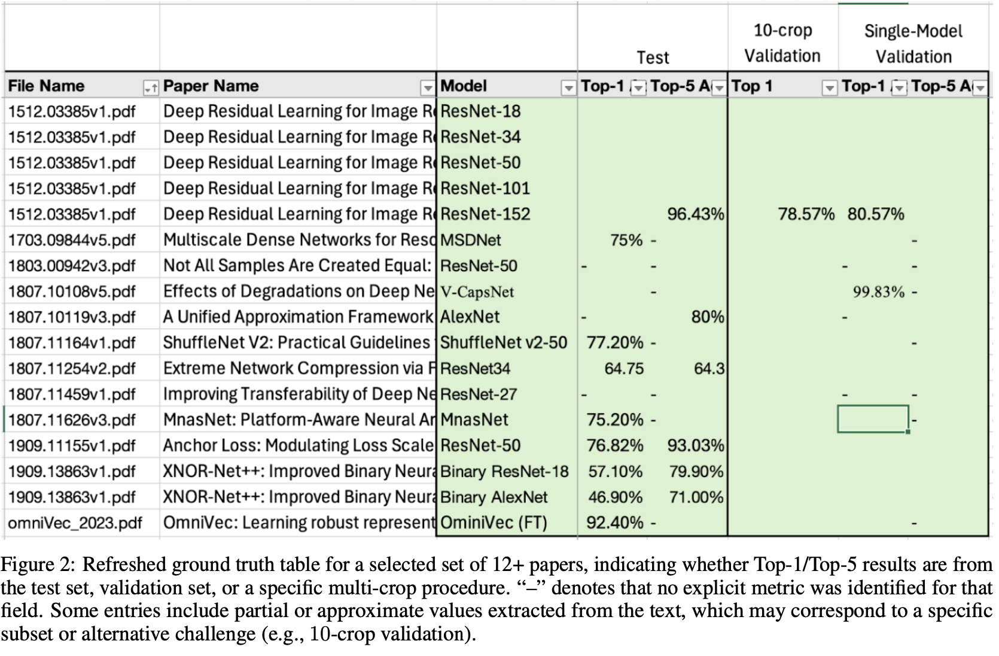 Test 10-crop Validation Single-Model Validation
File Name Paper Name Model Top-1 Top-5 A Top 1 Top-1 Top-5 A
1512.03385v1.pdf Deep Residual Learning for Image Re ResNet-18
1512.03385v1.pdf Deep Residual Learning for Image Re ResNet-34
1512.03385v1.pdf Deep Residual Learning for Image Re ResNet-50
1512.03385v1.pdf Deep Residual Learning for Image Re ResNet-101
1512.03385v1.pdf Deep Residual Learning for Image Re ResNet-152 96.43% 78.57% 80.57%
1703.09844v5.pdf Multiscale Dense Networks for Reso MSDNet 75% - -
1803.00942v3.pdf Not All Samples Are Created Equal: ResNet-50 - - - -
1807.10108v5.pdf Effects of Degradations on Deep Ne V-CapsNet - 99.83% -
1807.10119v3.pdf A Unified Approximation Framework AlexNet - 80% -
1807.11164v1.pdf ShuffleNet V2: Practical Guidelines ShuffleNet v2-50 77.20% - -
1807.11254v2.pdf Extreme Network Compression via F ResNet34 64.75 64.3
1807.11459v1.pdf Improving Transferability of Deep Ne ResNet-27 - - - -
1807.11626v3.pdf MnasNet: Platform-Aware Neural Ar MnasNet 75.20% - -
1909.11155v1.pdf Anchor Loss: Modulating Loss Scale ResNet-50 76.82% 93.03%
1909.13863v1.pdf XNOR-Net++: Improved Binary Neura Binary ResNet-18 57.10% 79.90%
1909.13863v1.pdf XNOR-Net++: Improved Binary Neura Binary AlexNet 46.90% 71.00%
omniVec_2023.pdf OmniVec: Learning robust represent OminiVec (FT) 92.40% - -
Figure 2: Refreshed ground truth table for a selected set of 12+ papers, indicating whether Top-1/Top-5 results are from
the test set, validation set, or a specific multi-crop procedure. “–” denotes that no explicit metric was identified for that
field. Some entries include partial or approximate values extracted from the text, which may correspond to a specific
subset or alternative challenge (e.g., 10-crop validation).